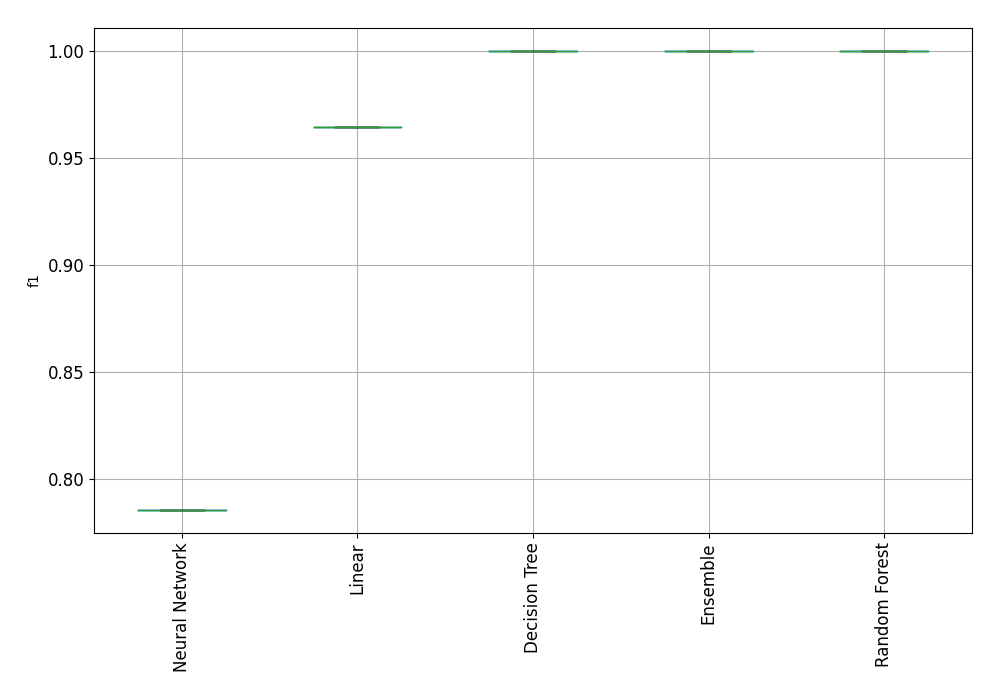 1.00
0.95
0.90
0.85
0.80
f1
Neural Network
Linear
Decision Tree
Ensemble
Random Forest